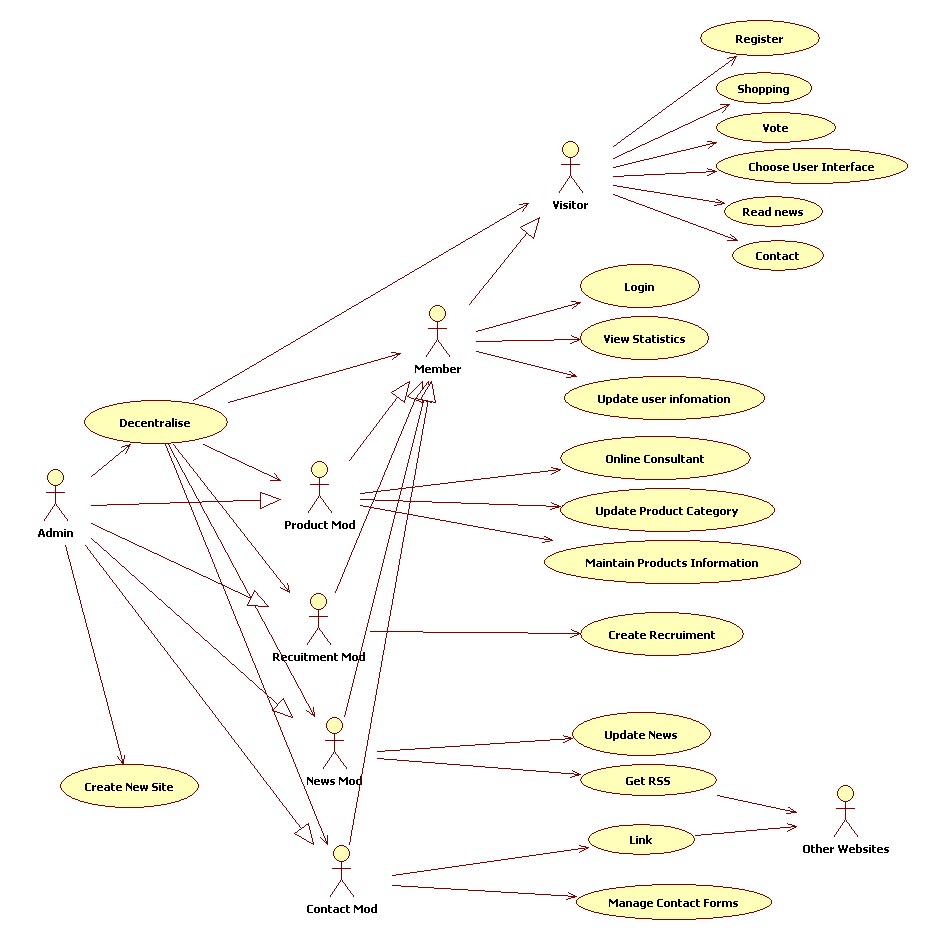 Register
Shopping
Vote
Choose User Interface
Visitor
Read news
Contact
Login
View Statistics
Member
Update user infomation
Decentralise
Online Consultant
Update Product Category
Product Mod
Admin
Maintain Products Information
Create Recruiment
Recuitment Mod
Update News
News Mod
Get RSS
Create New Site
Link
Other Websites
Manage Contact Forms
Contact Mod